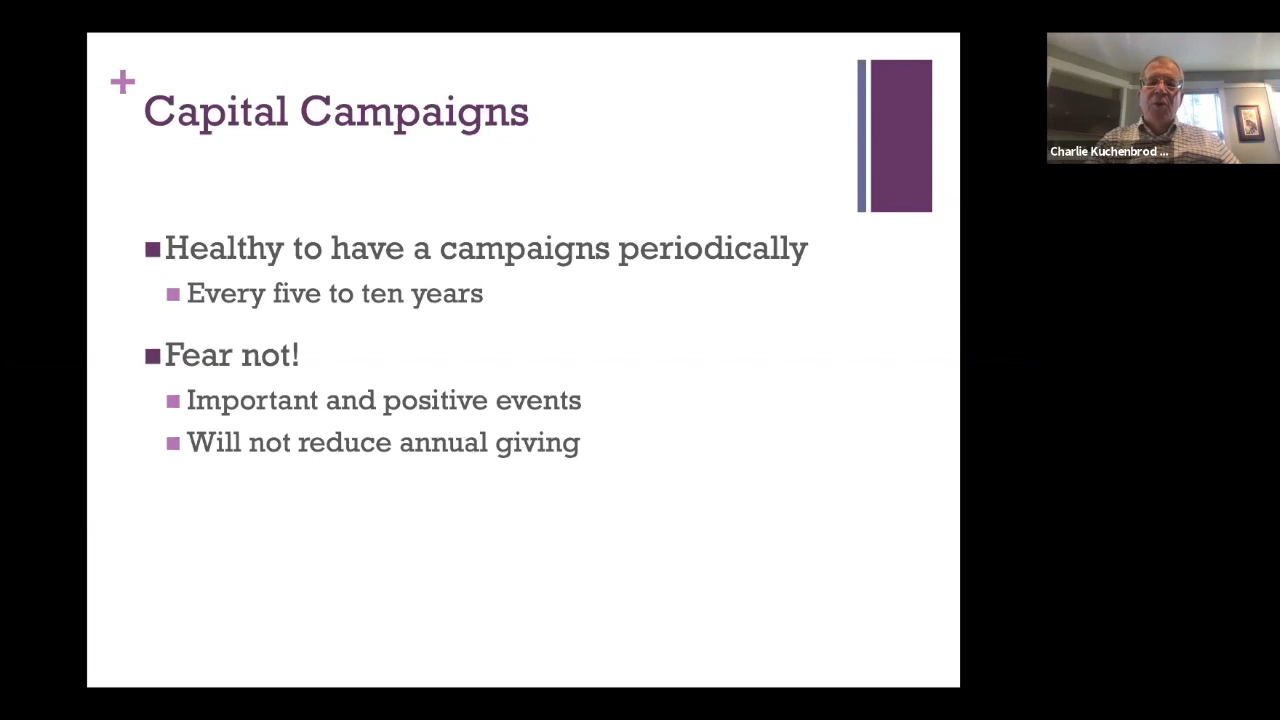 +
Capital Campaigns
Healthy to have a campaigns periodically
Every five to ten years
Fear not!
Important and positive events
Will not reduce annual giving
Charlie Kuchenbrod ...